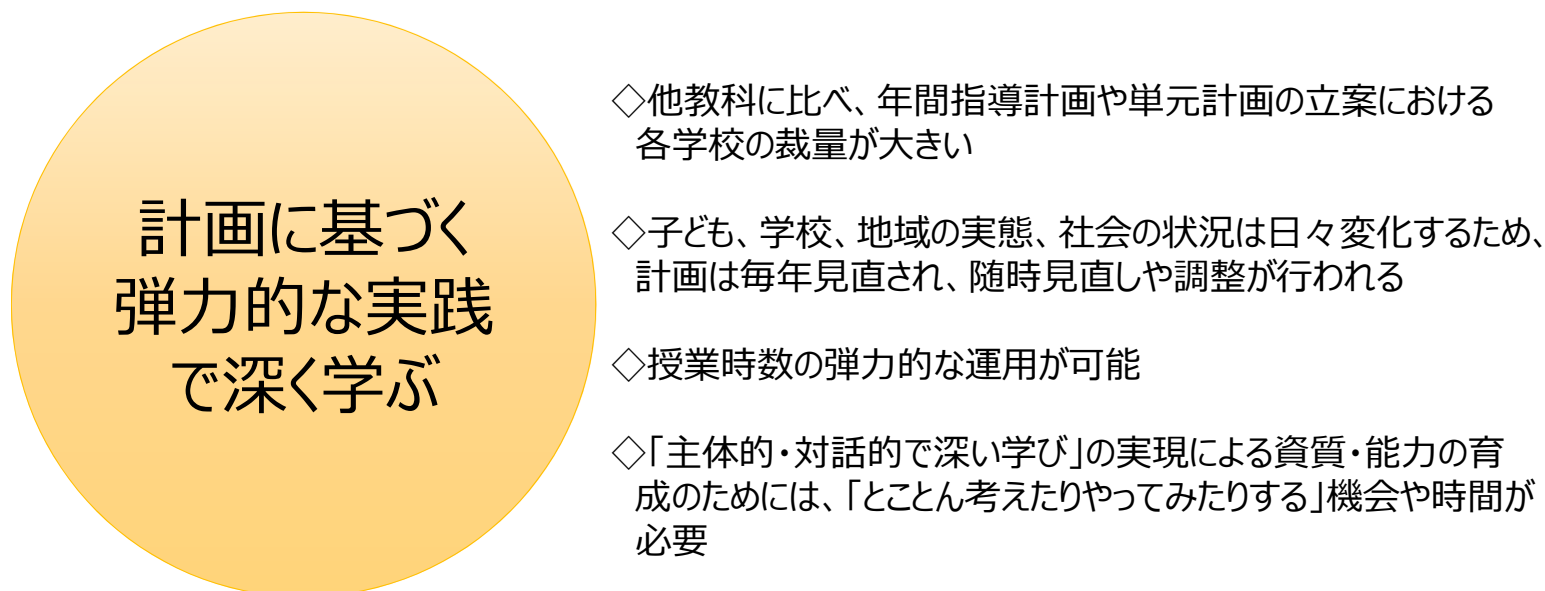 計画に基づく
弾力的な実践
で深く学ぶ
◇他教科に比べ、年間指導計画や単元計画の立案における
各学校の裁量が大きい
◇子ども、学校、地域の実態、社会の状況は日々変化するため、
計画は毎年見直され、随時見直しや調整が行われる
◇授業時数の弾力的な運用が可能
◇「主体的・対話的で深い学び」の実現による資質・能力の育
成のためには、「とことん考えたりやってみたりする」機会や時間が
必要